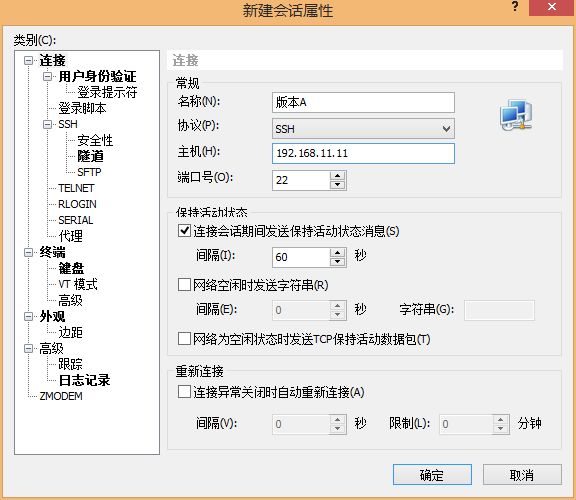 新建会话属性
?
类别(C):
连接
用户身份验证
登录提示符
登录脚本
SSH
安全性
隧道
SFTP
TELNET
RLOGIN
SERIAL
代理
终端
键盘
VT 模式
高级
外观
边距
高级
跟踪
日志记录
ZMODEM
连接
常规
名称(N): 版本A
协议(P): SSH
主机(H): 192.168.11.11
端口号(O): 22
保持活动状态
连接会话期间发送保持活动状态消息(S)
间隔(I): 60 秒
网络空闲时发送字符串(R)
间隔(E): 0 秒 字符串(G):
网络为空闲状态时发送TCP保持活动数据包(T)
重新连接
连接异常关闭时自动重新连接(A)
间隔(V): 0 秒 限制(L): 0 分钟
确定 取消